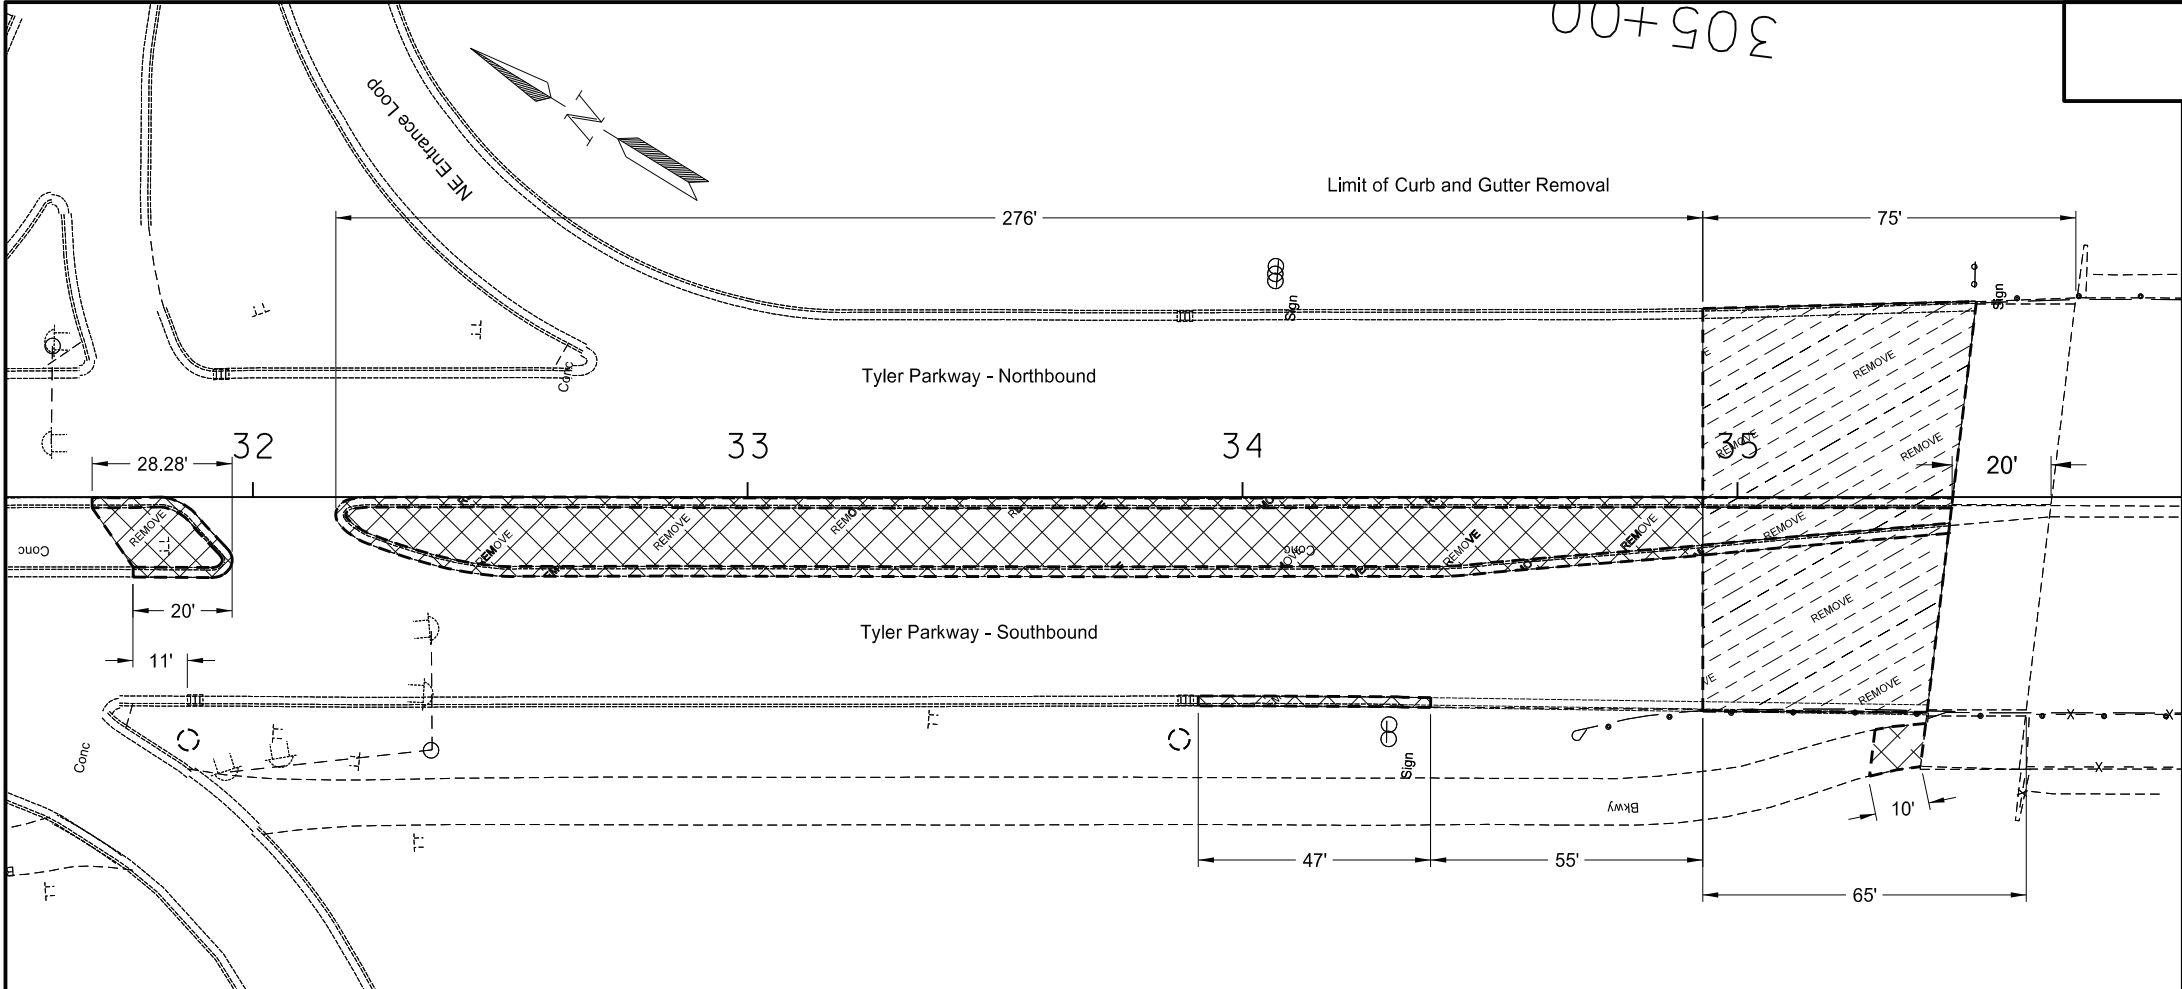 305+00
NE Entrance Loop
N
Limit of Curb and Gutter Removal
276'
75'
Sign
Sign
Conc
Tyler Parkway - Northbound
REMOVE
REMOVE
REMOVE
32
33
34
35
28.28'
20'
REMOVE
REMOVE
REMOVE
REMOVE
REMOVE
REMOVE
REMOVE
Conc
Conc
20'
Tyler Parkway - Southbound
REMOVE
REMOVE
11'
Conc
Sign
Bkwy
10'
47'
55'
65'